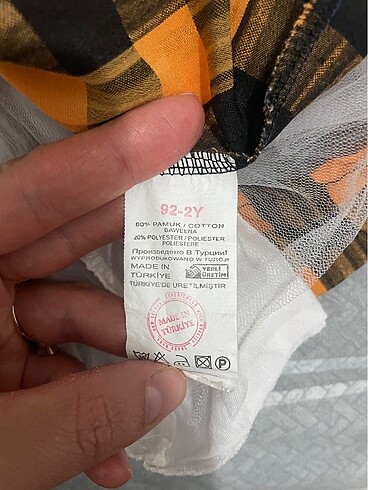 92-2Y
80% PAMUK / COTTON
BAWEŁNA
20% POLYESTER / POLIESTER
POLIESTERE
Произведено В Турции
WYPRODUKOWANO W TURCJI
MADE IN
TÜRKİYE
YERLİ
ÜRETİM
TÜRKİYE'DE ÜRETİLMİŞTİR
MADE IN
TÜRKİYE